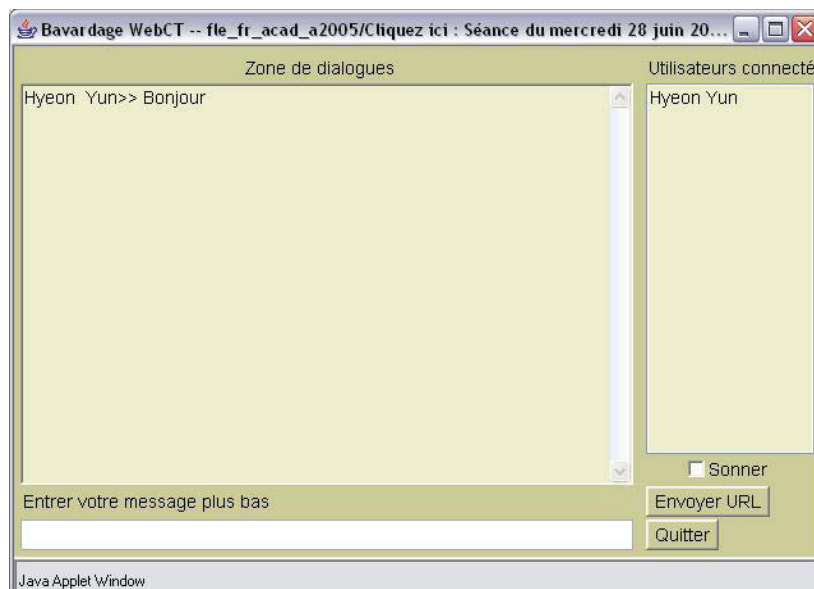 Bavardage WebCT -- fle_fr_acad_a2005/Cliquez ici : Séance du mercredi 28 juin 20...
Zone de dialogues
Utilisateurs connecté
Hyeon Yun>> Bonjour
Hyeon Yun
Sonner
Entrer votre message plus bas
Envoyer URL
Quitter
Java Applet Window